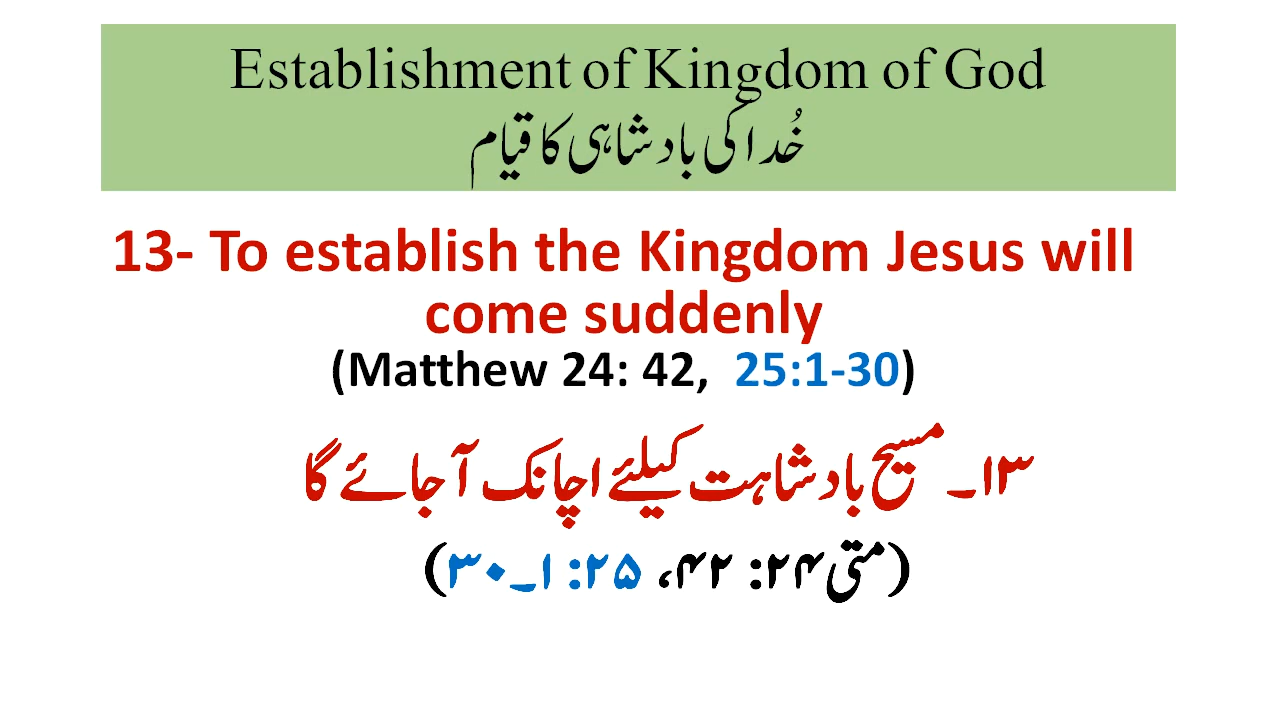 Establishment of Kingdom of God
خُدا کی بادشاہی کا قیام
13- To establish the Kingdom Jesus will
come suddenly
(Matthew 24: 42, 25:1-30)
۱۳۔ مسیح بادشاہت کیلئے اچانک آ جائے گا
(متی ۲۴: ۴۲، ۲۵: ۱۔۳۰)